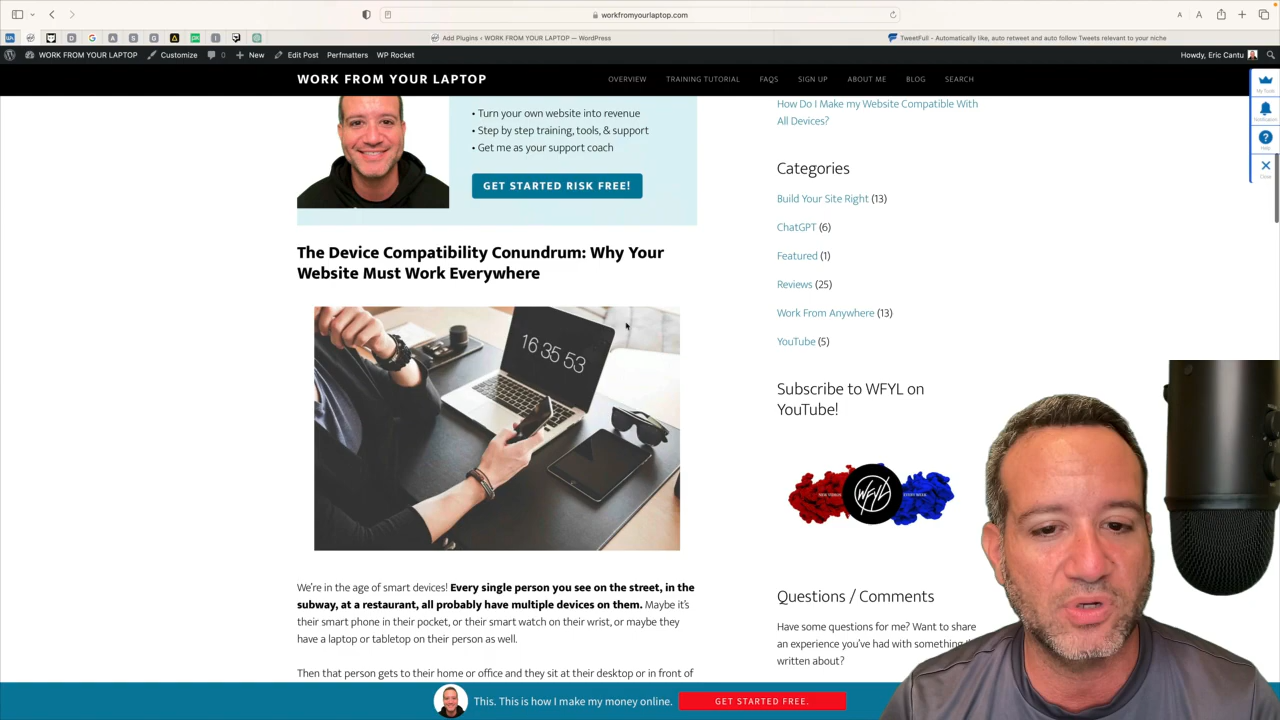 workfromyourlaptop.com
Add Plugins ‹ WORK FROM YOUR LAPTOP — WordPress
TweetFull - Automatically like, auto retweet and auto follow Tweets relevant to your niche
WORK FROM YOUR LAPTOP
Customize
0
New
Edit Post
Perfmatters
WP Rocket
Howdy, Eric Cantu
WORK FROM YOUR LAPTOP
OVERVIEW
TRAINING TUTORIAL
FAQS
SIGN UP
ABOUT ME
BLOG
SEARCH
• Turn your own website into revenue
• Step by step training, tools, & support
• Get me as your support coach
GET STARTED RISK FREE!
The Device Compatibility Conundrum: Why Your
Website Must Work Everywhere
16 35 53
We're in the age of smart devices! Every single person you see on the street, in the
subway, at a restaurant, all probably have multiple devices on them. Maybe it's
their smart phone in their pocket, or their smart watch on their wrist, or maybe they
have a laptop or tabletop on their person as well.
Then that person gets to their home or office and they sit at their desktop or in front of
How Do I Make my Website Compatible With
All Devices?
Categories
Build Your Site Right (13)
ChatGPT (6)
Featured (1)
Reviews (25)
Work From Anywhere (13)
YouTube (5)
Subscribe to WFYL on
YouTube!
WFYL
Questions / Comments
Have some questions for me? Want to share
an experience you've had with something
written about?
My Tools
Notification
Help
Close
This. This is how I make my money online.
GET STARTED FREE.